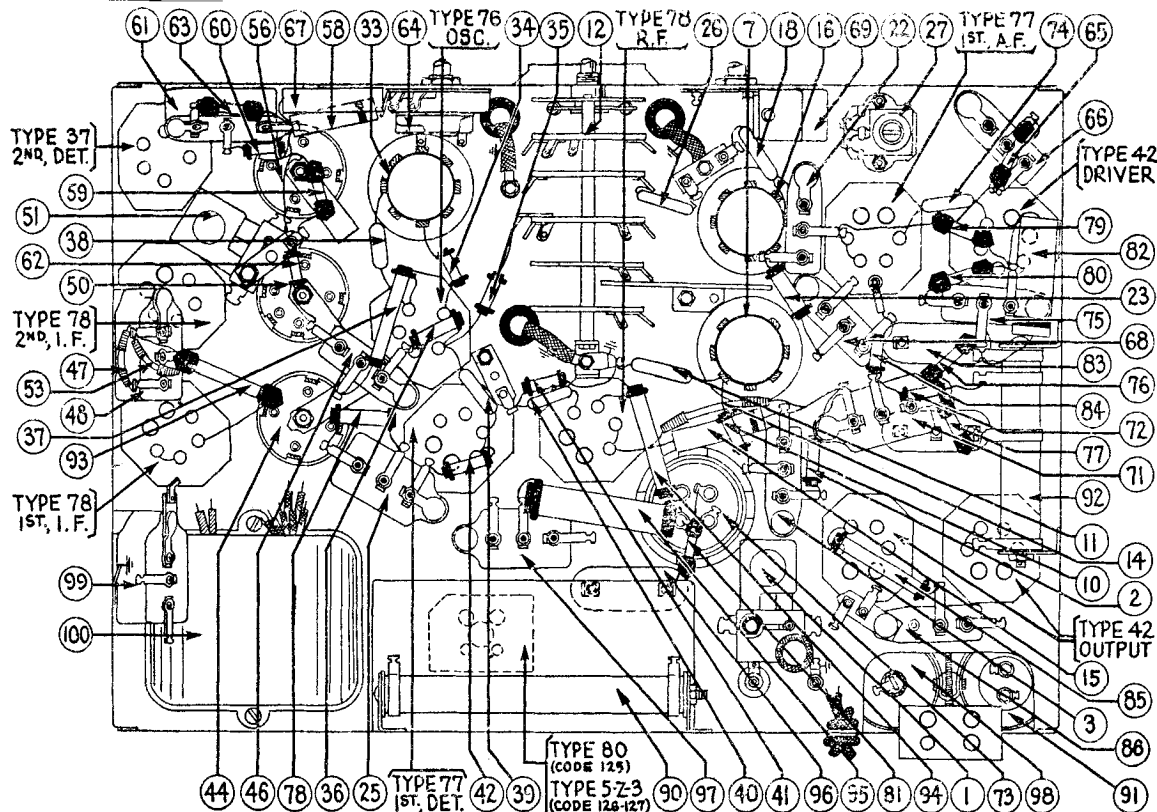 61 63 60 56 67 58 33 64 TYPE 76 34 35 12 TYPE 78 26 7 18 16 69 22 27 TYPE 77 74 65
OSC. R.F. 1ST. A.F.
TYPE 37
2ND, DET.
66
TYPE 42
DRIVER
59
51
38
62
50
TYPE 78
2ND, I.F.
47
53
48
37
93
TYPE 78
1ST, I.F.
99
100
79
82
80
23
75
68
83
76
84
72
77
71
92
11
14
10
2
TYPE 42
OUTPUT
15
85
3
86
44 46 78 36 25 TYPE 77 42 39 TYPE 80 90 97 40 41 96 95 81 94 1 73 98 91
1ST. DET. (CODE 125)
TYPE 5-Z-3
(CODE 126-127)